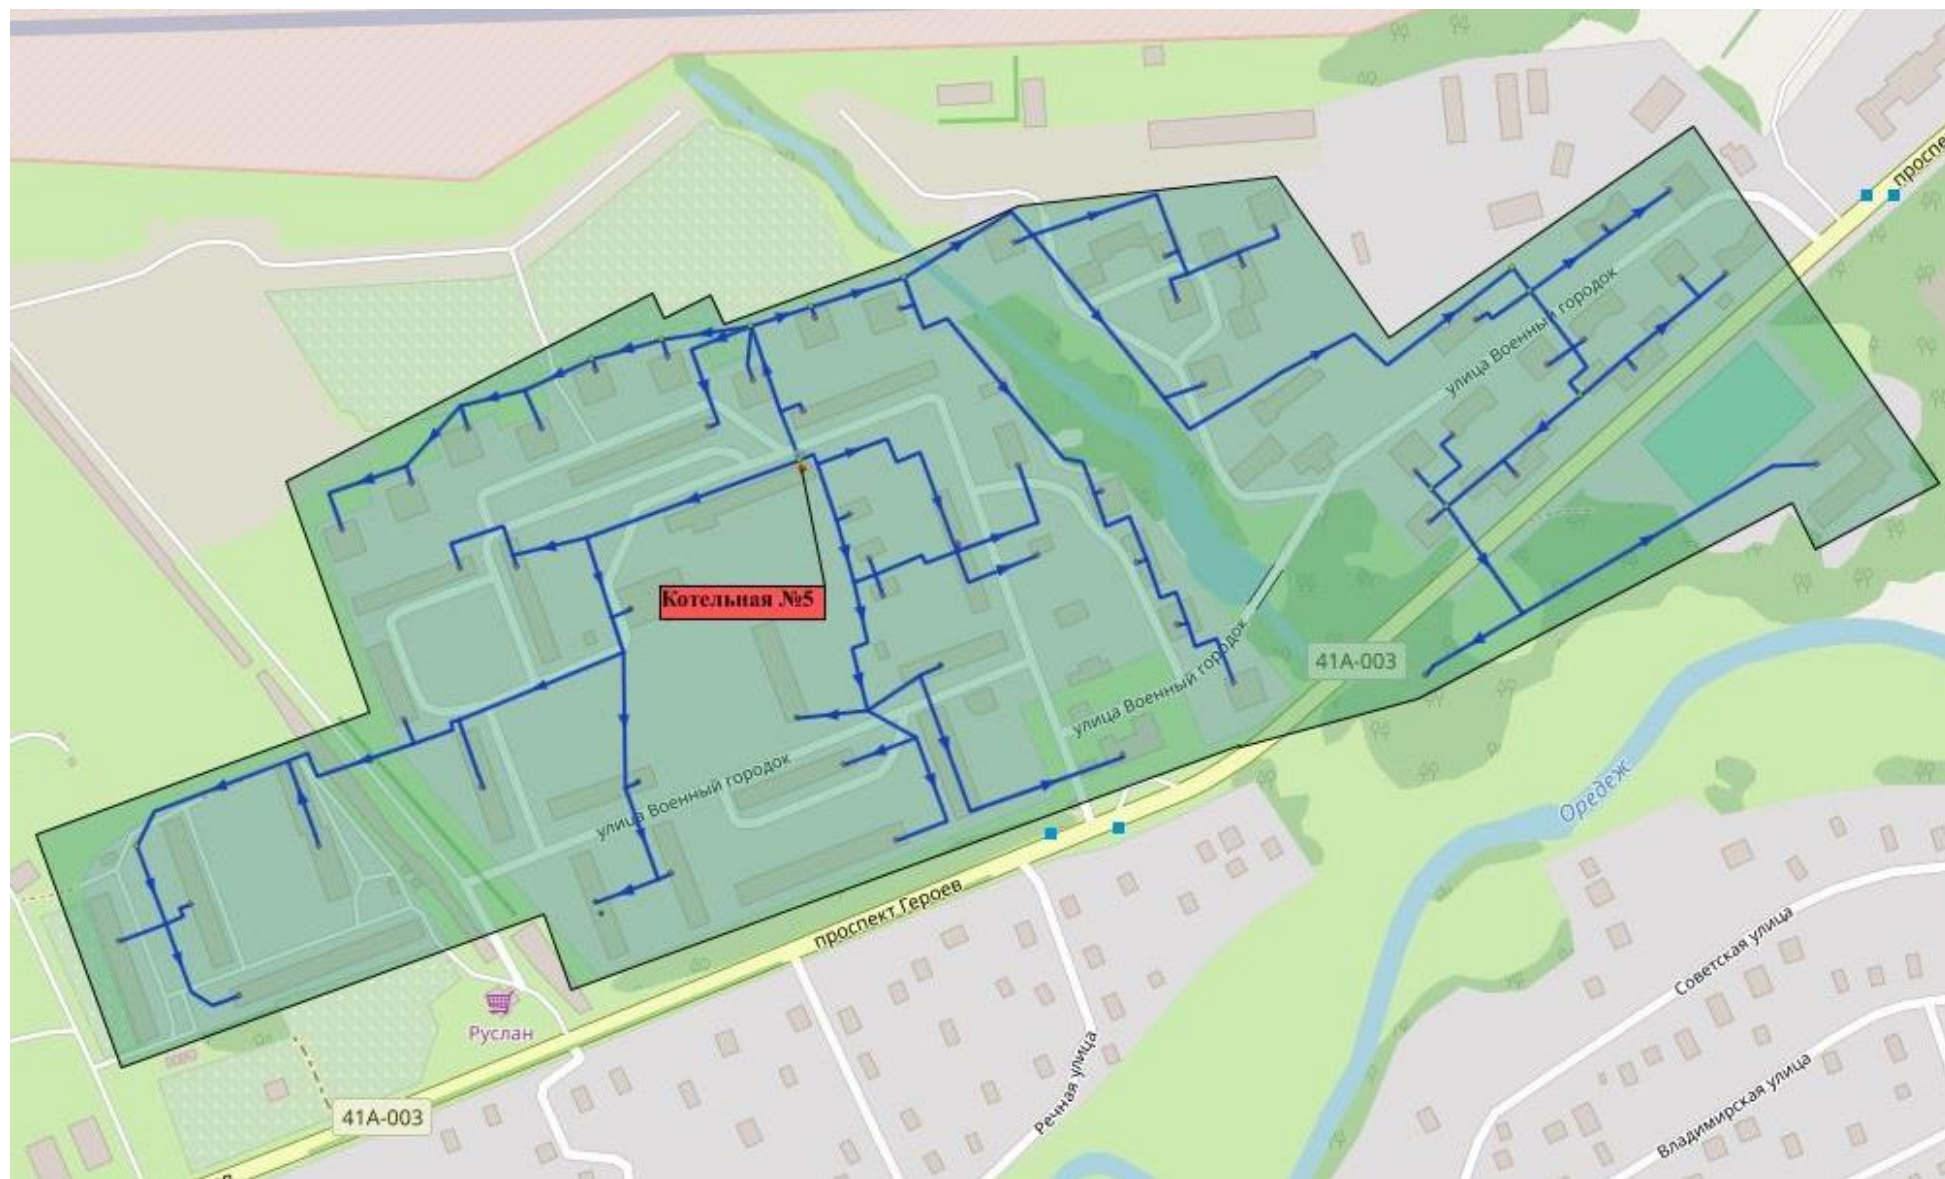 проспе
улица Военный городок
Котельная №5
41А-003
улица Военный городок
улица Военный городок
Оредеж
проспект Героев
Советская улица
Руслан
Речная улица
Владимирская улица
41А-003